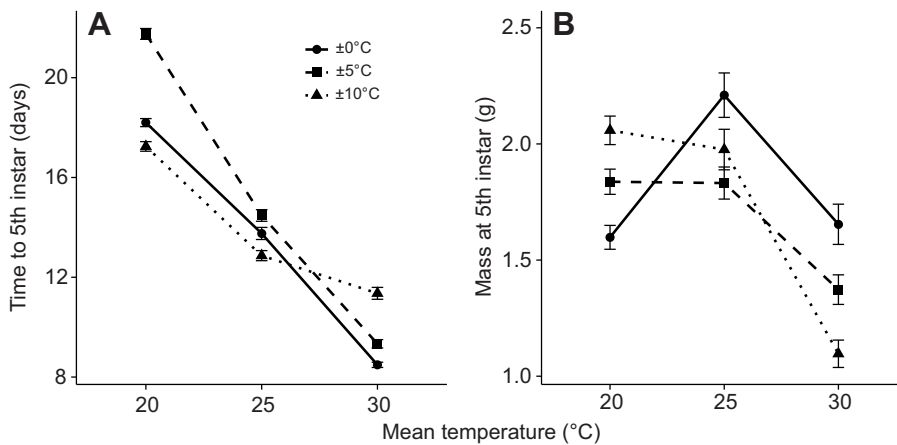 A
B
±0°C
±5°C
±10°C
Time to 5th instar (days)
20
16
12
8
20
25
30
Mass at 5th instar (g)
2.5
2.0
1.5
1.0
20
25
30
Mean temperature (°C)